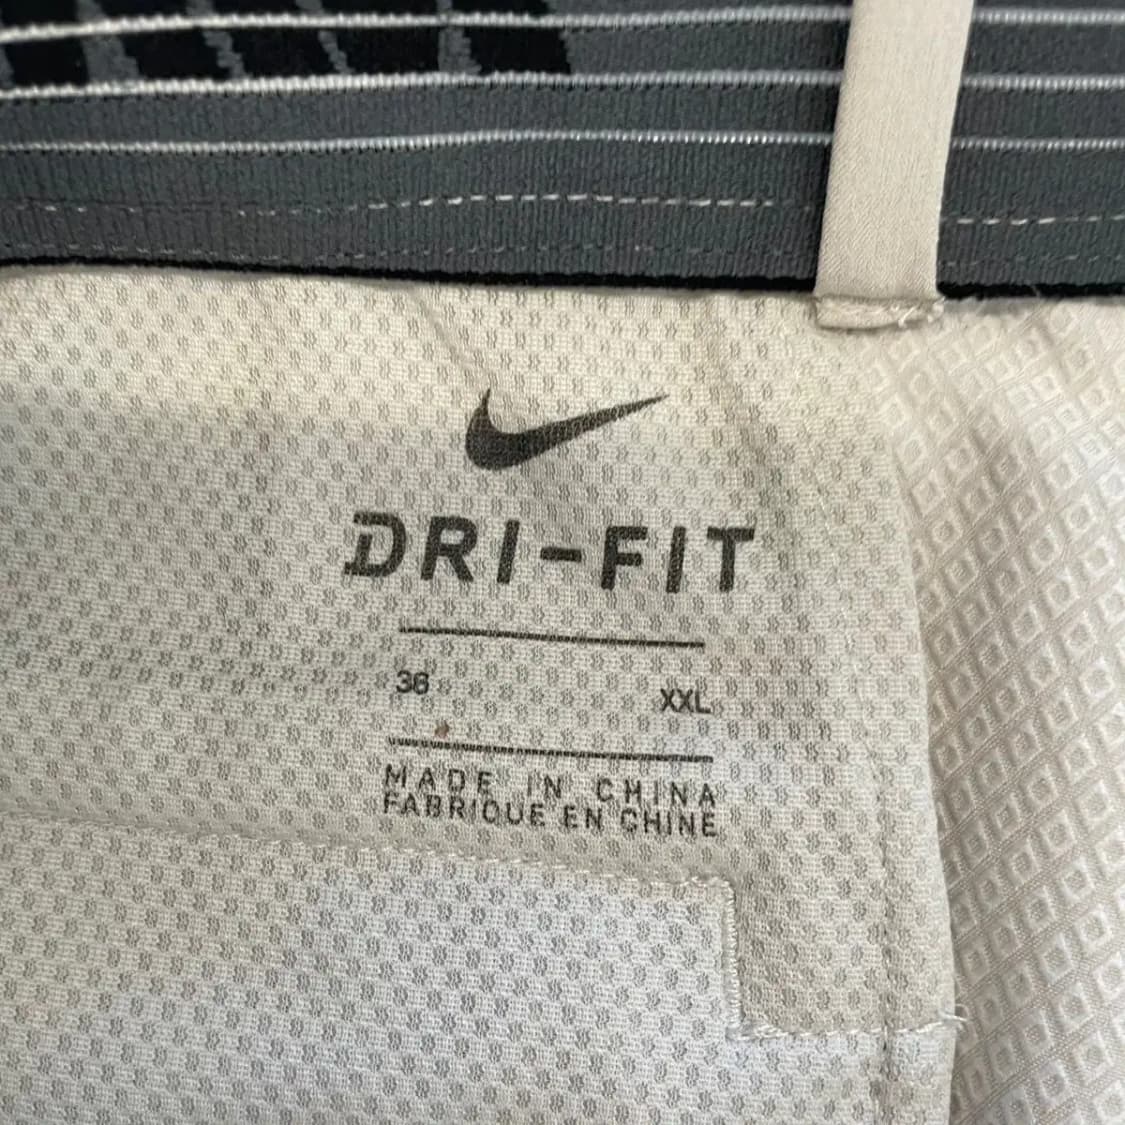 DRI-FIT
36 XXL
MADE IN CHINA
FABRIQUE EN CHINE